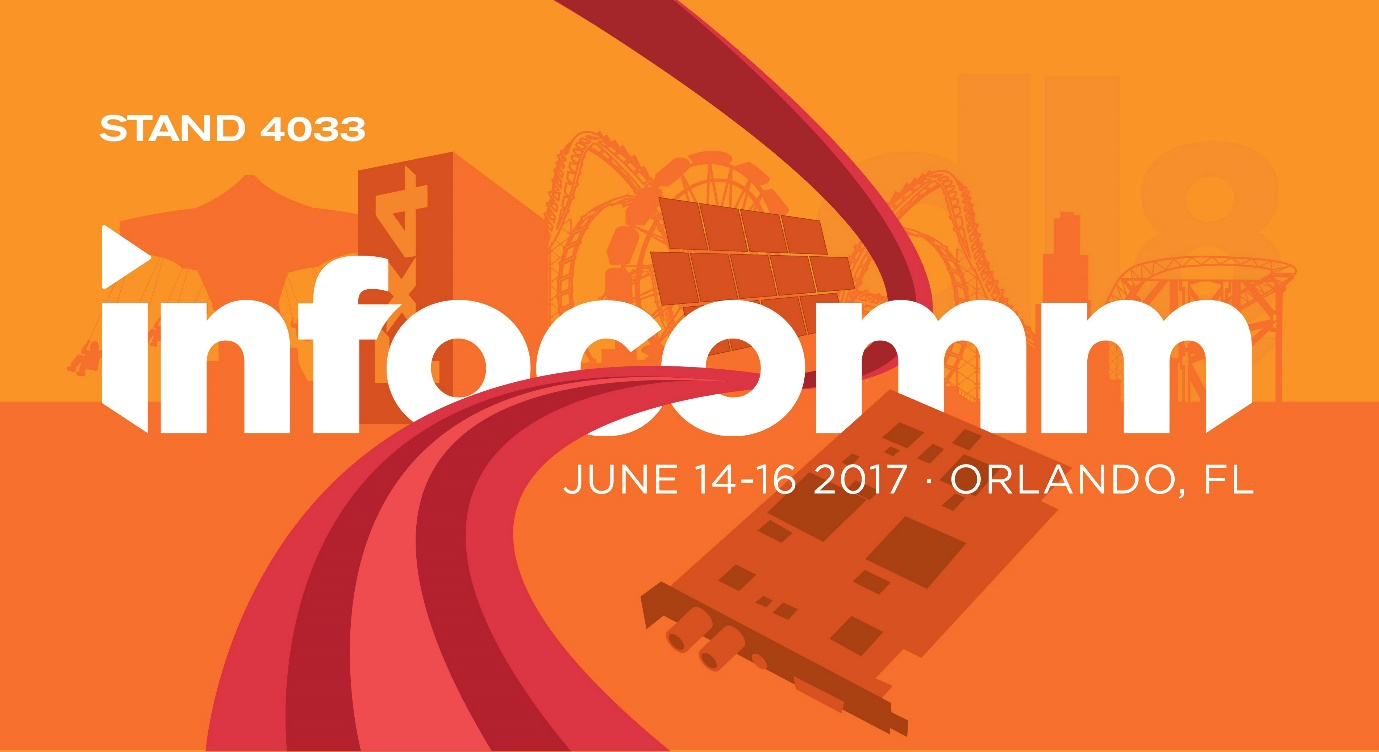 STAND 4033
infocomm
JUNE 14-16 2017 · ORLANDO, FL